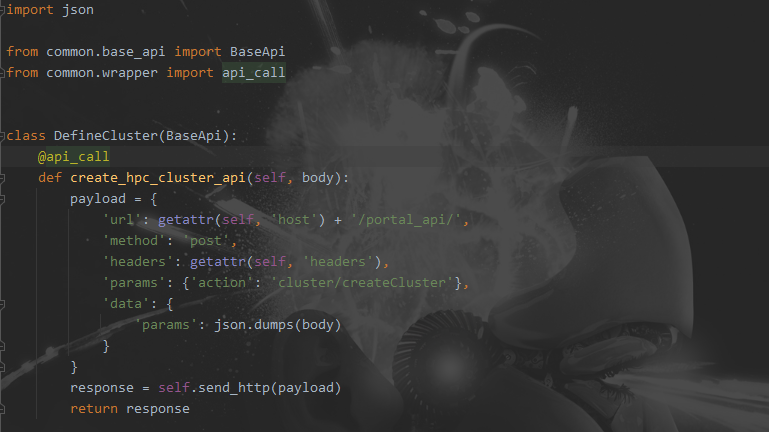 import json
from common.base_api import BaseApi
from common.wrapper import api_call
class DefineCluster(BaseApi):
@api_call
def create_hpc_cluster_api(self, body):
payload = {
'url': getattr(self, 'host') + '/portal_api/',
'method': 'post',
'headers': getattr(self, 'headers'),
'params': {'action': 'cluster/createCluster'},
'data': {
'params': json.dumps(body)
}
}
response = self.send_http(payload)
return response